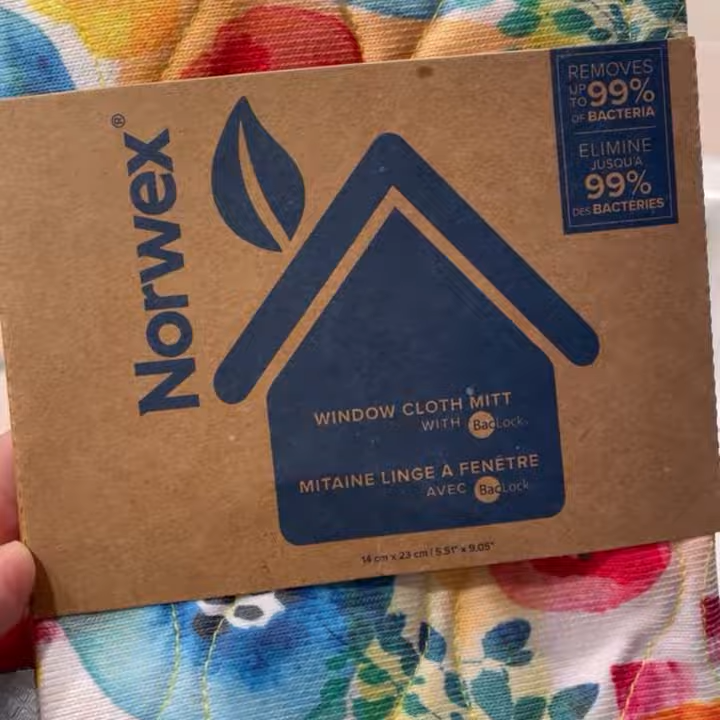 Norwex®
REMOVES
UP TO 99%
OF BACTERIA
ELIMINE
JUSQU'À
99%
DES BACTÉRIES
WINDOW CLOTH MITT
WITH BacLock
MITAINE LINGE A FENÊTRE
AVEC BacLock
14 cm x 23 cm | 5.51" x 9.05"